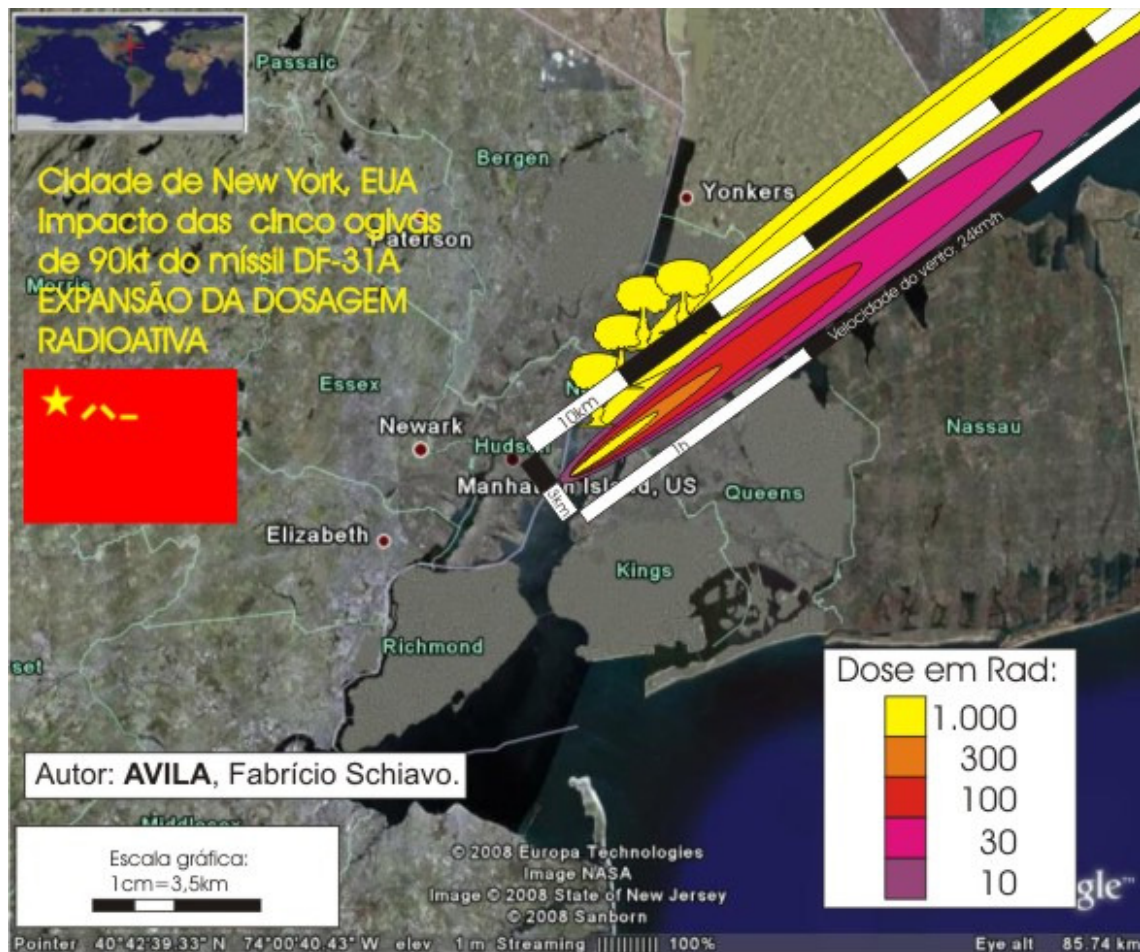 Passaic
Bergen
Yonkers
Cidade de New York, EUA
Impacto das cinco ogivas
de 90kt do míssil DF-31A
EXPANSÃO DA DOSAGEM
RADIOATIVA
Paterson
Morris
Velocidade do vento: 24km/h
Essex
10km
Newark
Hudson
1h
Nassau
Manhattan Island, US
3km
Queens
Elizabeth
Kings
Richmond
set
Dose em Rad:
1.000
300
100
30
10
Autor: AVILA, Fabrício Schiavo.
Middlesex
Escala gráfica:
1cm=3,5km
© 2008 Europa Technologies
Image NASA
Image © 2008 State of New Jersey
© 2008 Sanborn
gle™
Pointer 40°42'39.33" N 74°00'40.43" W elev 1 m Streaming |||||||||| 100% Eye alt 85.74 km